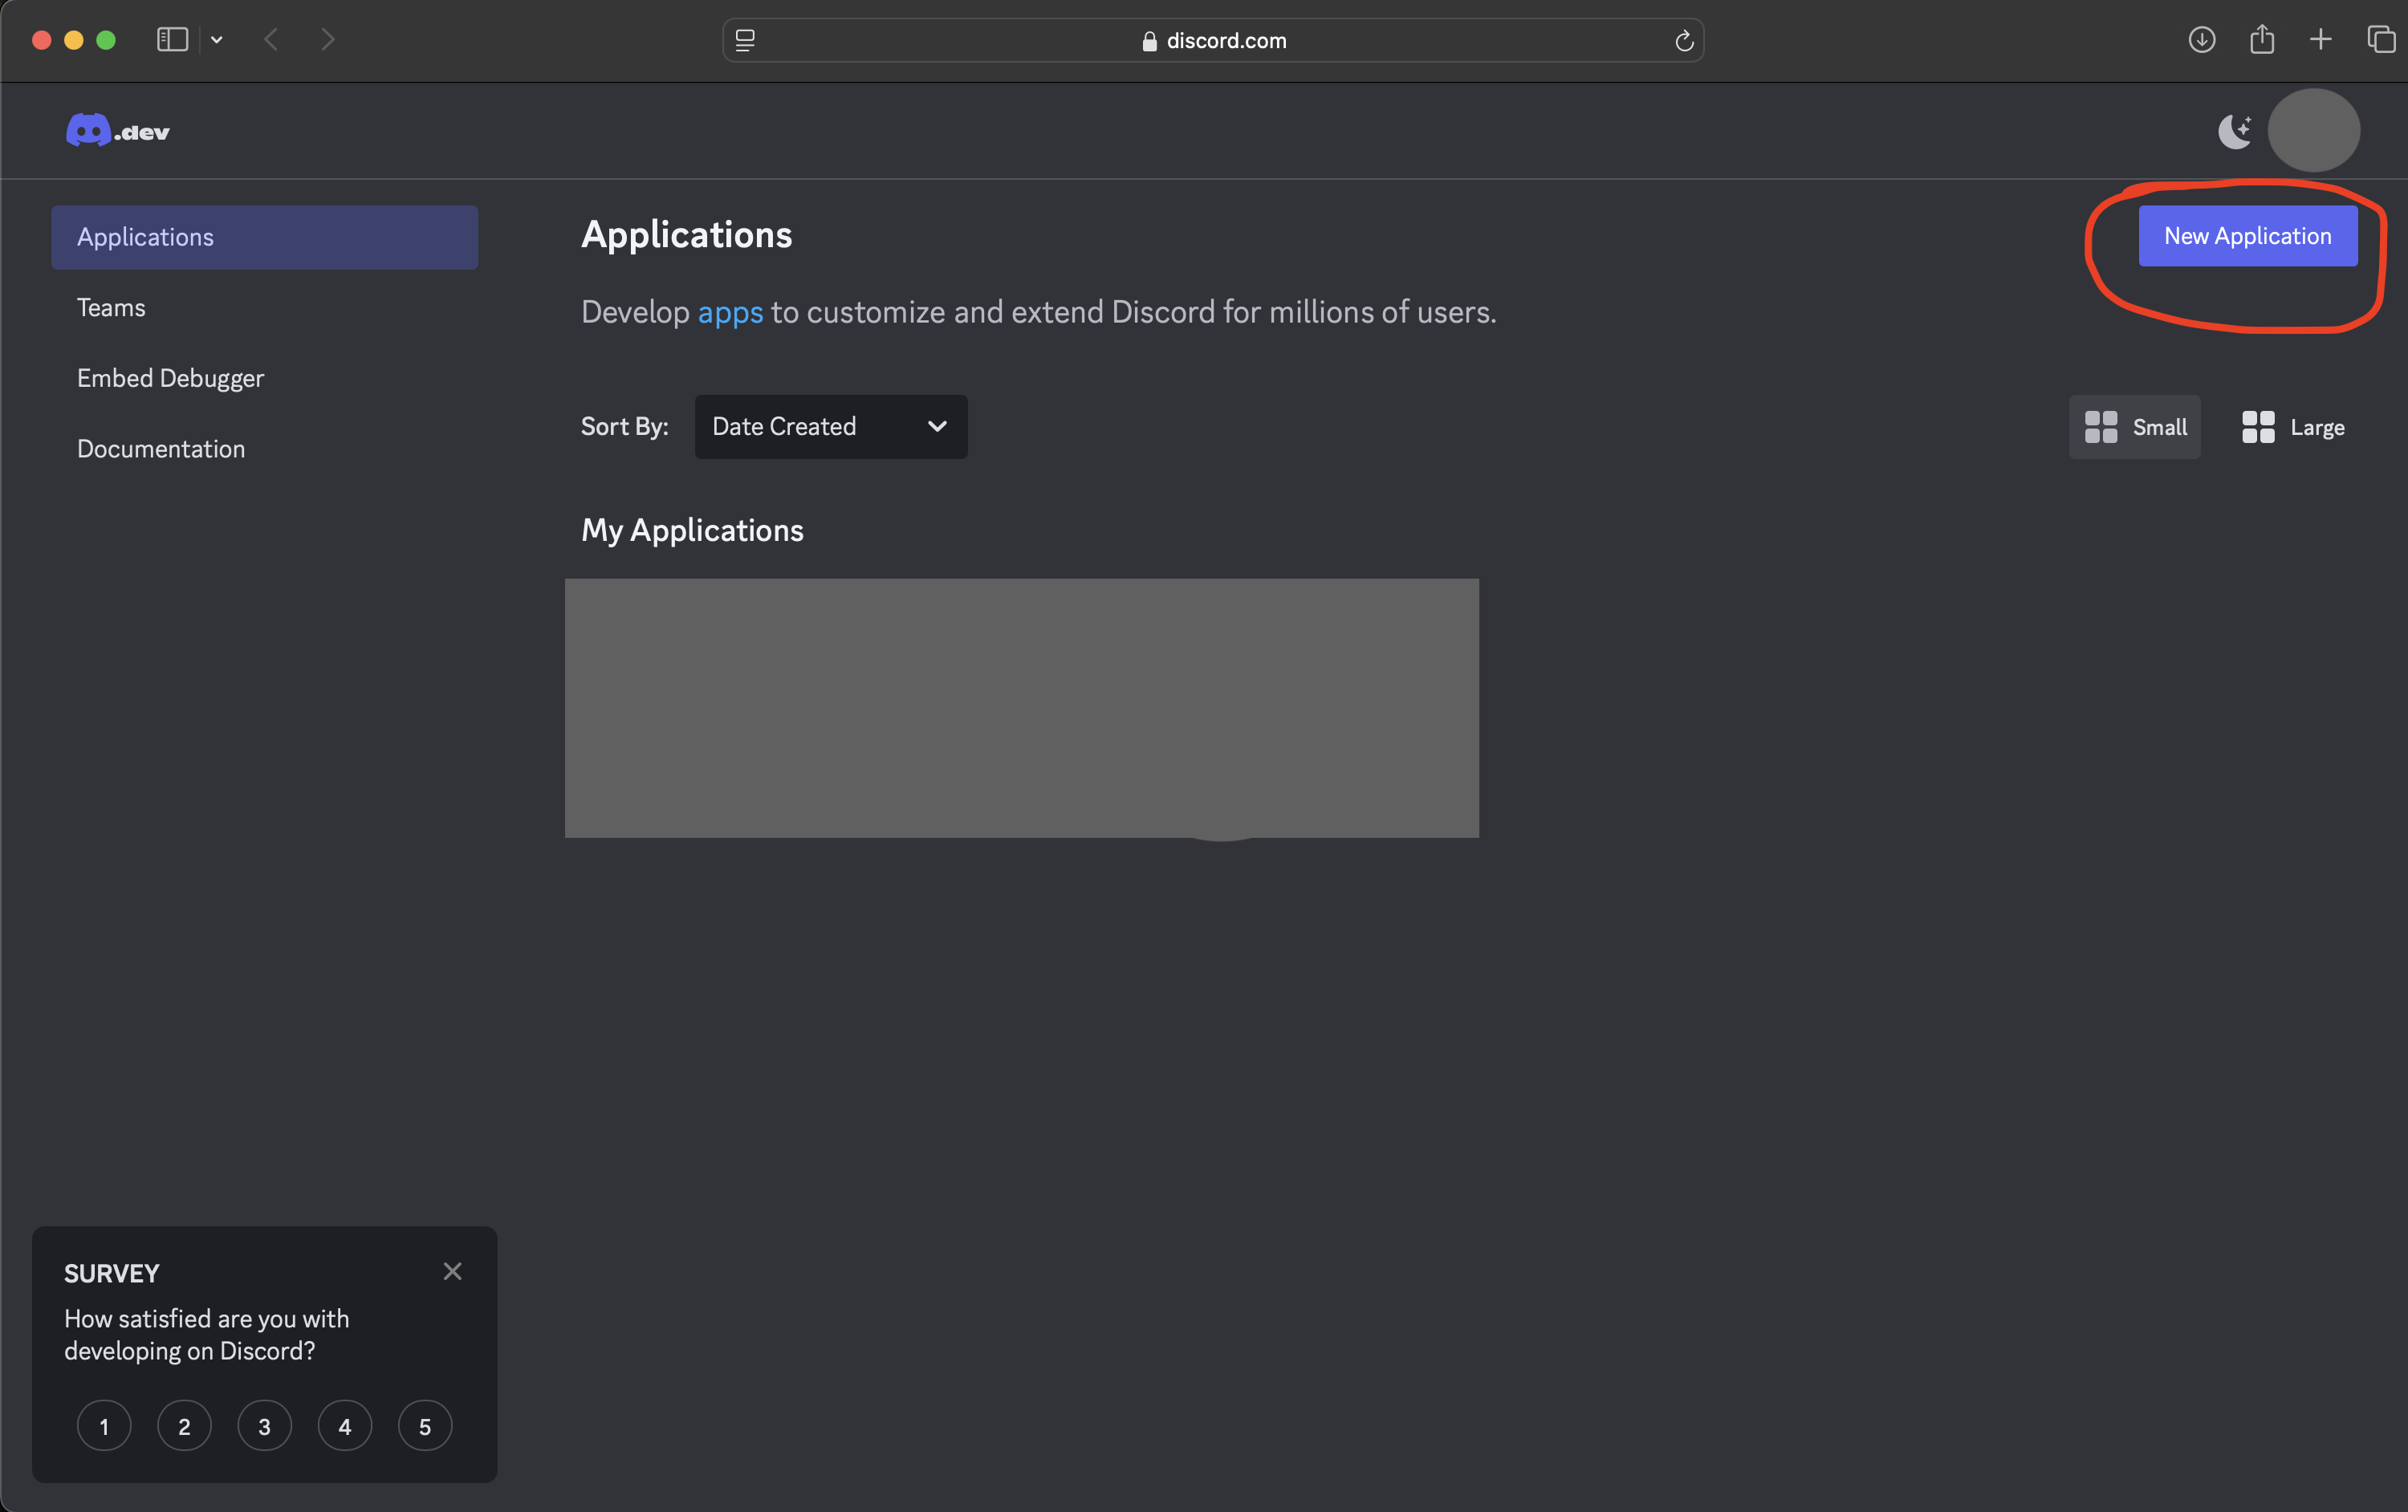 discord.com
.dev
Applications
Teams
Embed Debugger
Documentation
Applications
New Application
Develop apps to customize and extend Discord for millions of users.
Sort By:
Date Created
Small
Large
My Applications
SURVEY
How satisfied are you with
developing on Discord?
1
2
3
4
5